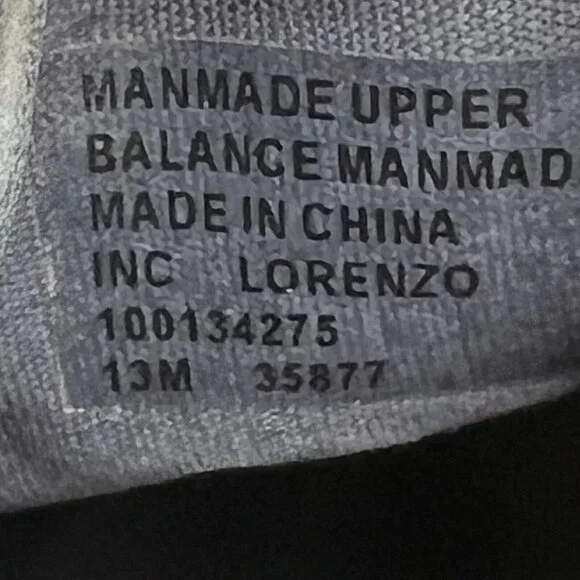 MANMADE UPPER
BALANCE MANMAD
MADE IN CHINA
INC LORENZO
100134275
13M 35877